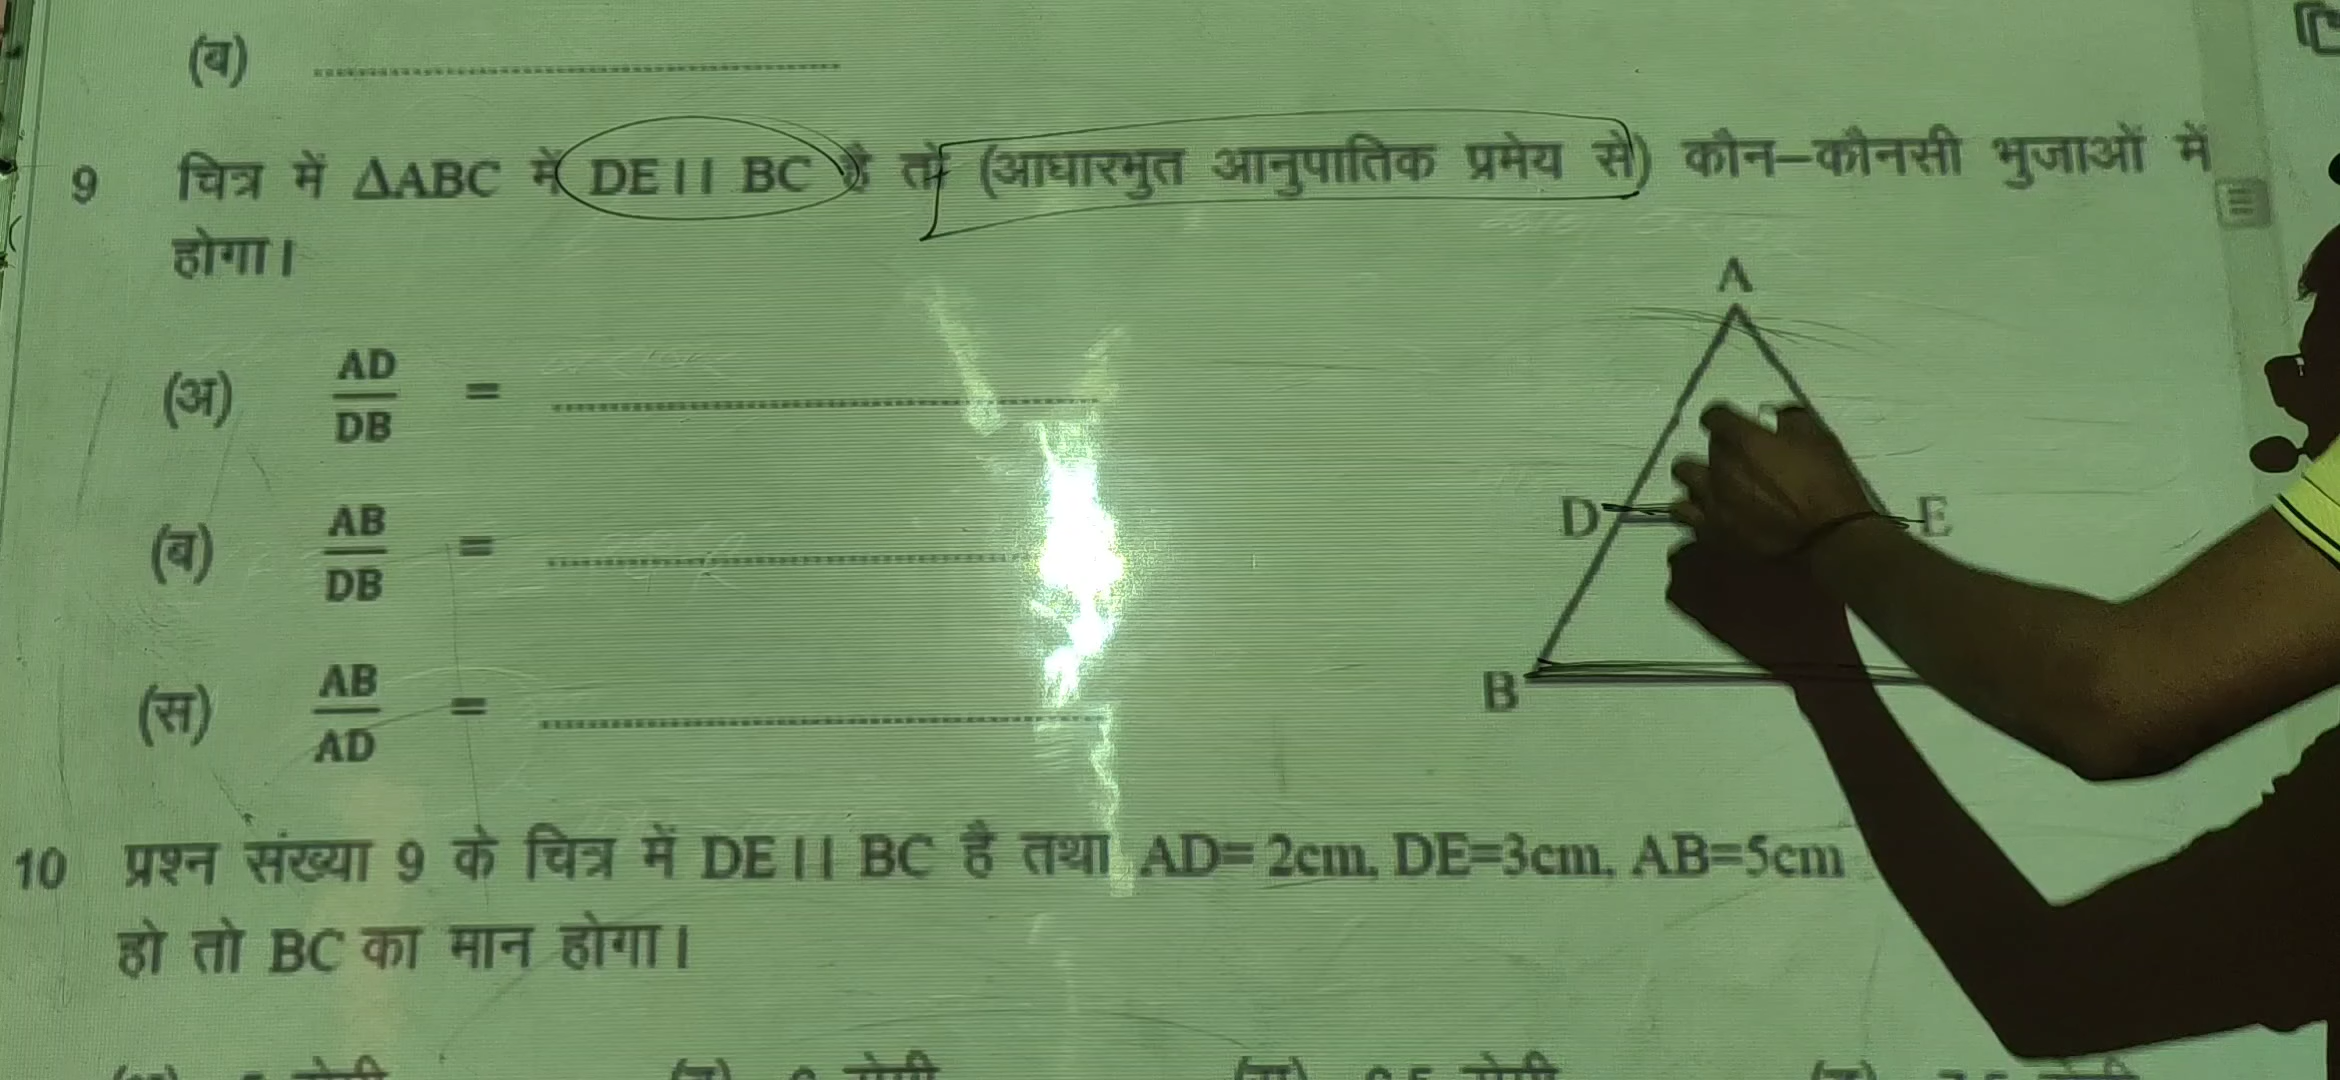 (ब) ....................
9 चित्र में ΔABC में DE|| BC है तो (आधारभुत आनुपातिक प्रमेय से) कौन–कौनसी भुजाओं में
होगा।
A
(अ) AD/DB = ....................
D E
(ब) AB/DB = ....................
B
(स) AB/AD = ....................
10 प्रश्न संख्या 9 के चित्र में DE|| BC है तथा AD= 2cm, DE=3cm, AB=5cm
हो तो BC का मान होगा।